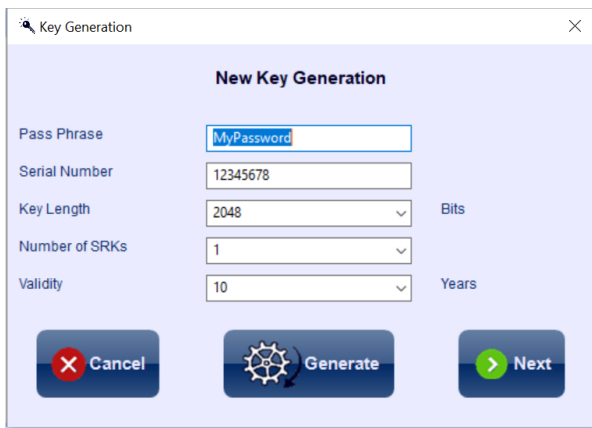 Key Generation
New Key Generation
Pass Phrase MyPassword
Serial Number 12345678
Key Length 2048 Bits
Number of SRKs 1
Validity 10 Years
Cancel Generate Next